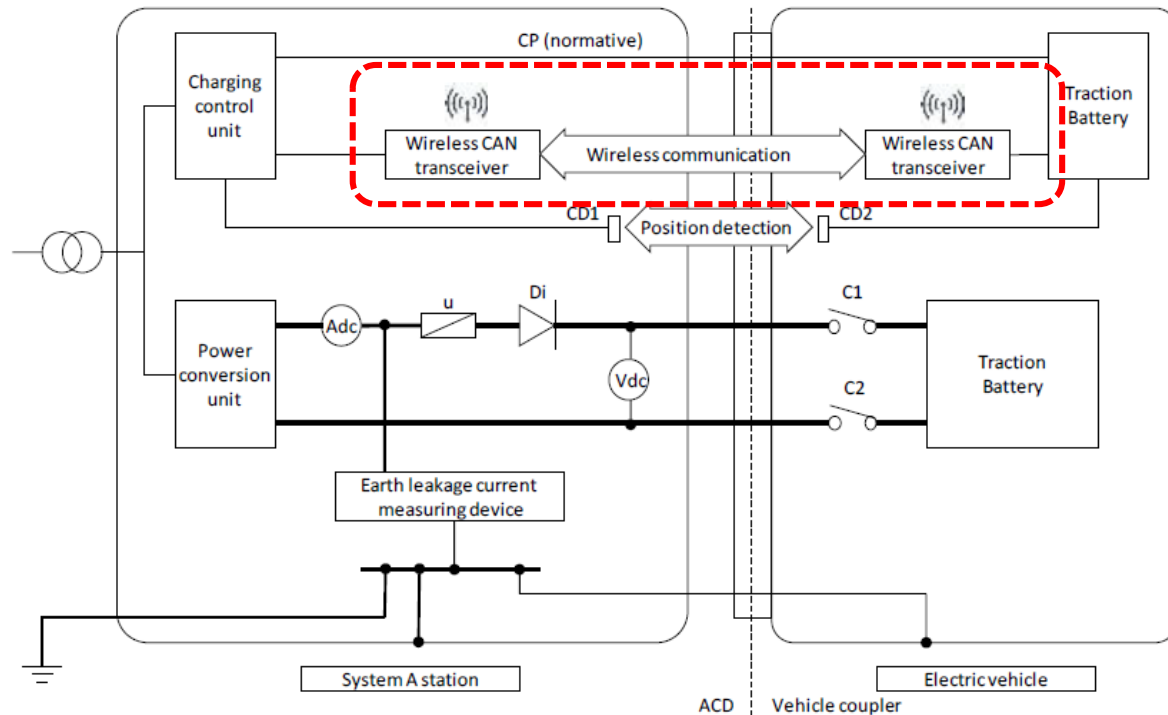 CP (normative)
Charging
control
unit
Traction
Battery
Wireless CAN
transceiver
Wireless communication
Wireless CAN
transceiver
CD1
Position detection
CD2
Power
conversion
unit
Adc
u
Di
Vdc
C1
C2
Traction
Battery
Earth leakage current
measuring device
System A station
Electric vehicle
ACD
Vehicle coupler